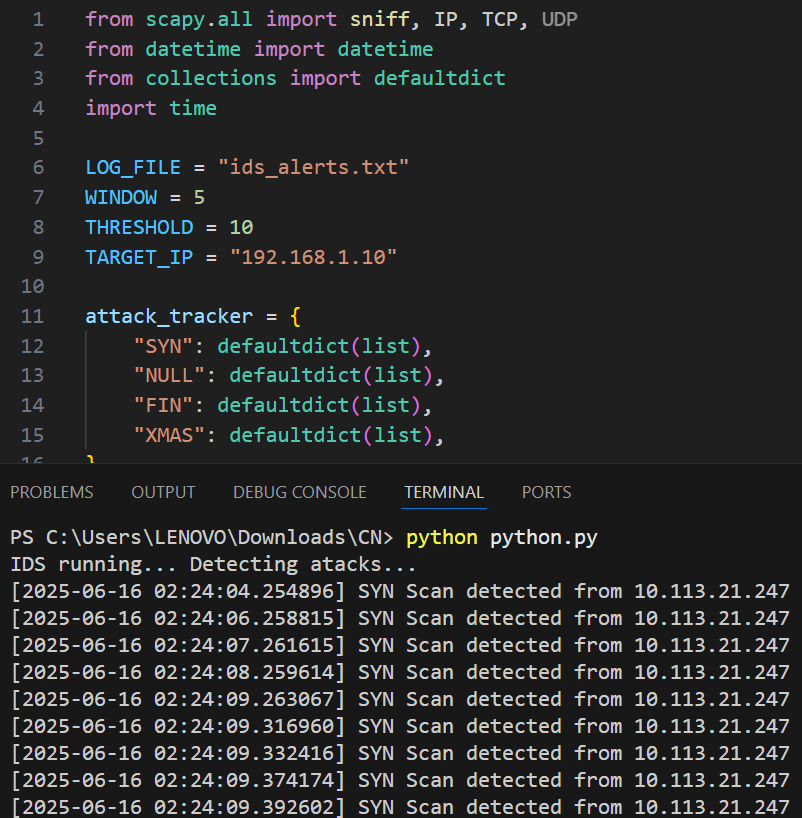 1 from scapy.all import sniff, IP, TCP, UDP
2 from datetime import datetime
3 from collections import defaultdict
4 import time
5
6 LOG_FILE = "ids_alerts.txt"
7 WINDOW = 5
8 THRESHOLD = 10
9 TARGET_IP = "192.168.1.10"
10
11 attack_tracker = {
12     "SYN": defaultdict(list),
13     "NULL": defaultdict(list),
14     "FIN": defaultdict(list),
15     "XMAS": defaultdict(list),
16 }
PROBLEMS OUTPUT DEBUG CONSOLE TERMINAL PORTS
PS C:\Users\LENOVO\Downloads\CN> python python.py
IDS running... Detecting atacks...
[2025-06-16 02:24:04.254896] SYN Scan detected from 10.113.21.247
[2025-06-16 02:24:06.258815] SYN Scan detected from 10.113.21.247
[2025-06-16 02:24:07.261615] SYN Scan detected from 10.113.21.247
[2025-06-16 02:24:08.259614] SYN Scan detected from 10.113.21.247
[2025-06-16 02:24:09.263067] SYN Scan detected from 10.113.21.247
[2025-06-16 02:24:09.316960] SYN Scan detected from 10.113.21.247
[2025-06-16 02:24:09.332416] SYN Scan detected from 10.113.21.247
[2025-06-16 02:24:09.374174] SYN Scan detected from 10.113.21.247
[2025-06-16 02:24:09.392602] SYN Scan detected from 10.113.21.247